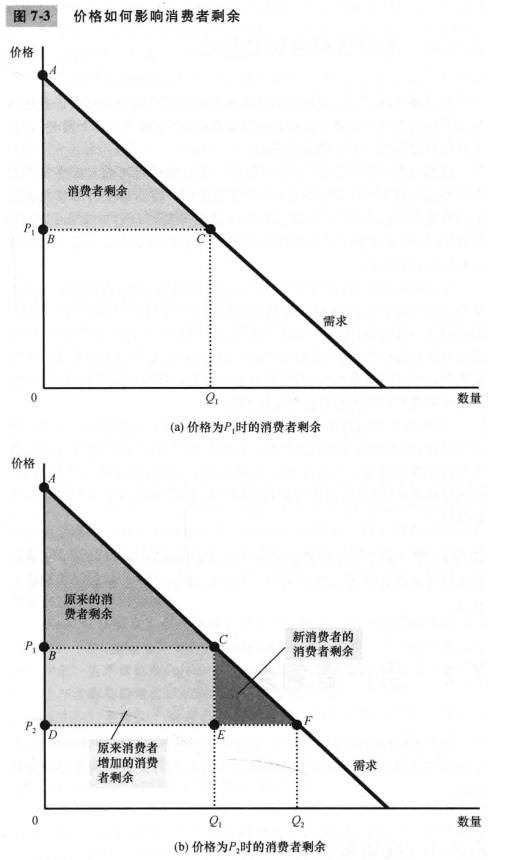 图 7-3 价格如何影响消费者剩余
价格
A
消费者剩余
P1
B
C
需求
0
Q1
数量
(a) 价格为P1时的消费者剩余
价格
A
原来的消
费者剩余
新消费者的
消费者剩余
P1
B
C
P2
D
E
F
原来消费者
增加的消费
者剩余
需求
0
Q1
Q2
数量
(b) 价格为P2时的消费者剩余